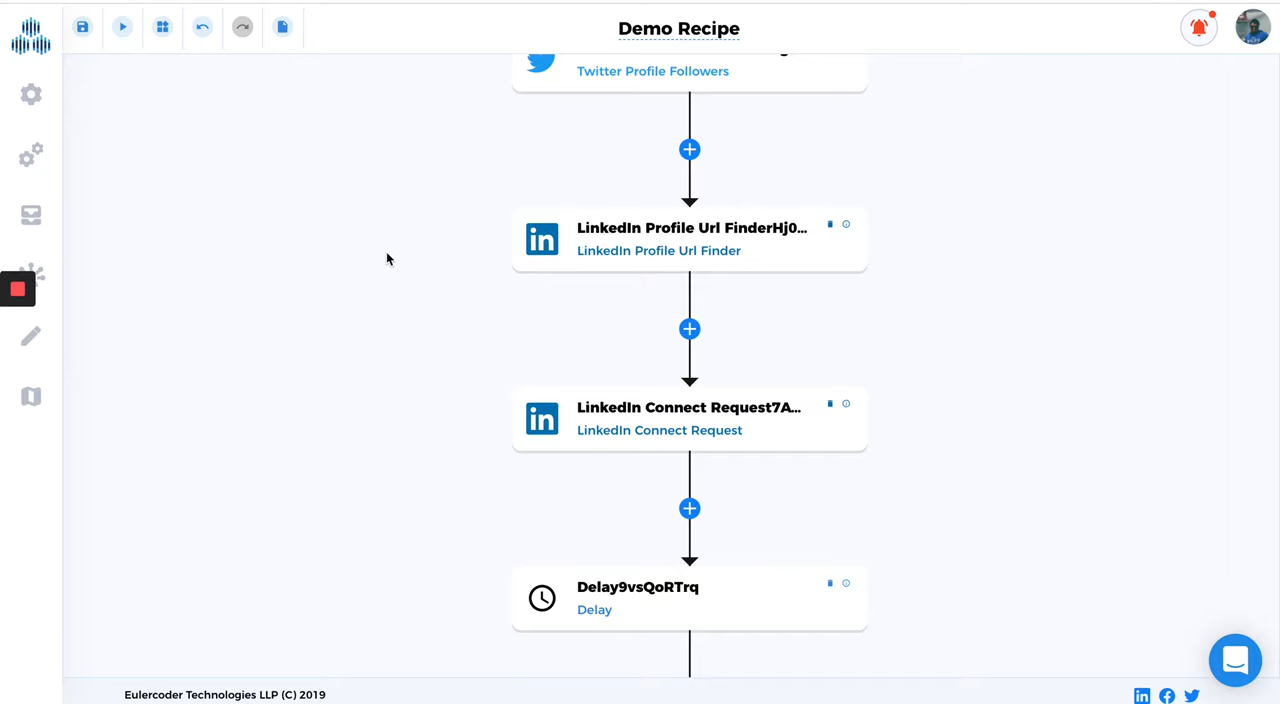 Demo Recipe
Twitter Profile Followers
LinkedIn Profile Url FinderHj0...
LinkedIn Profile Url Finder
LinkedIn Connect Request7A...
LinkedIn Connect Request
Delay9vsQoRTrq
Delay
Eulercoder Technologies LLP (C) 2019